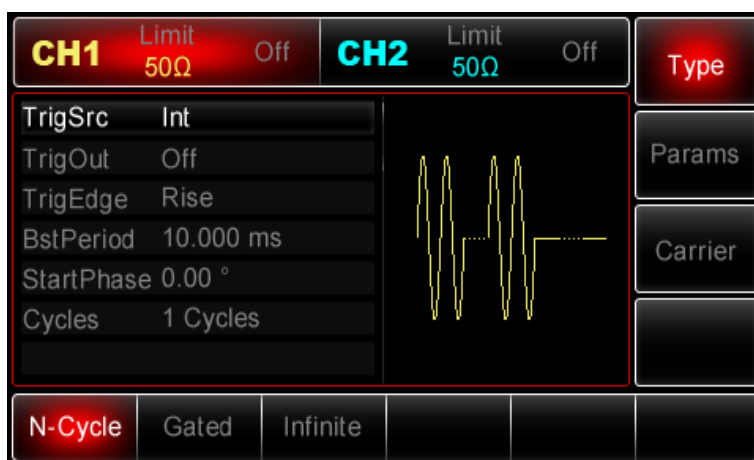 CH1 Limit 50Ω Off CH2 Limit 50Ω Off Type
TrigSrc Int
TrigOut Off
TrigEdge Rise
BstPeriod 10.000 ms
StartPhase 0.00 °
Cycles 1 Cycles
Params
Carrier
N-Cycle Gated Infinite